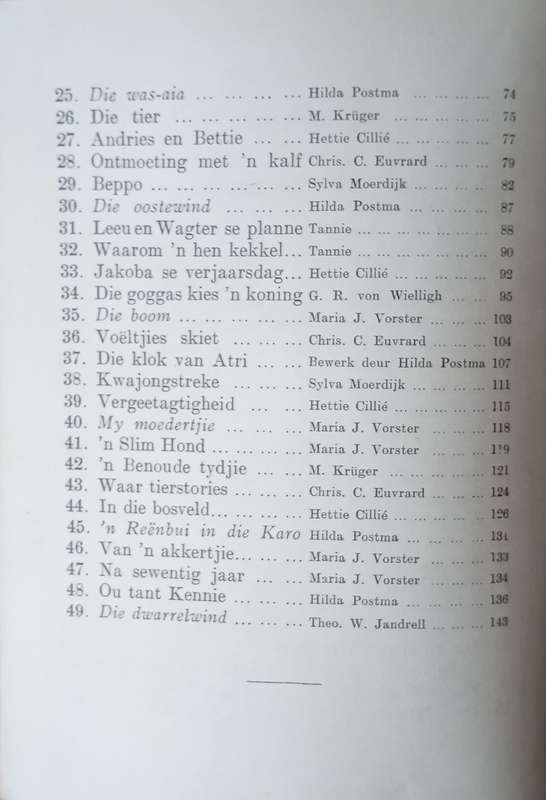 25. Die was-aia ... ... ... ... Hilda Postma ... ... ... ... 74
26. Die tier ... ... ... ... M. Krüger ... ... ... ... 75
27. Andries en Bettie ... ... Hettie Cillié ... ... ... ... 77
28. Ontmoeting met 'n kalf Chris. C. Euvrard ... ... ... 79
29. Beppo ... ... ... ... ... Sylva Moerdijk ... ... ... ... 82
30. Die oostewind ... ... ... Hilda Postma ... ... ... ... 87
31. Leeu en Wagter se planne Tannie ... ... ... ... ... ... 88
32. Waarom 'n hen kekkel... Tannie ... ... ... ... ... ... 90
33. Jakoba se verjaarsdag... Hettie Cillié ... ... ... ... 92
34. Die goggas kies 'n koning G. R. von Wielligh ... ... 95
35. Die boom ... ... ... ... Maria J. Vorster ... ... ... 103
36. Voëltjies skiet ... ... ... Chris. C. Euvrard ... ... ... 104
37. Die klok van Atri ... ... Bewerk deur Hilda Postma 107
38. Kwajongstreke ... ... ... Sylva Moerdijk ... ... ... ... 111
39. Vergeetagtigheid ... ... Hettie Cillié ... ... ... ... 115
40. My moedertjie ... ... ... Maria J. Vorster ... ... ... 118
41. 'n Slim Hond ... ... ... Maria J. Vorster ... ... ... 119
42. 'n Benoude tydjie ... ... M. Krüger ... ... ... ... 121
43. Waar tierstories ... ... ... Chris. C. Euvrard ... ... ... 124
44. In die bosveld... ... ... ... Hettie Cillié ... ... ... ... 126
45. 'n Reënbui in die Karo Hilda Postma ... ... ... ... 131
46. Van 'n akkertjie... ... ... Maria J. Vorster ... ... ... 133
47. Na sewentig jaar ... ... Maria J. Vorster ... ... ... 134
48. Ou tant Kennie ... ... ... Hilda Postma ... ... ... ... 136
49. Die dwarrelwind ... ... ... Theo. W. Jandrell ... ... ... 143